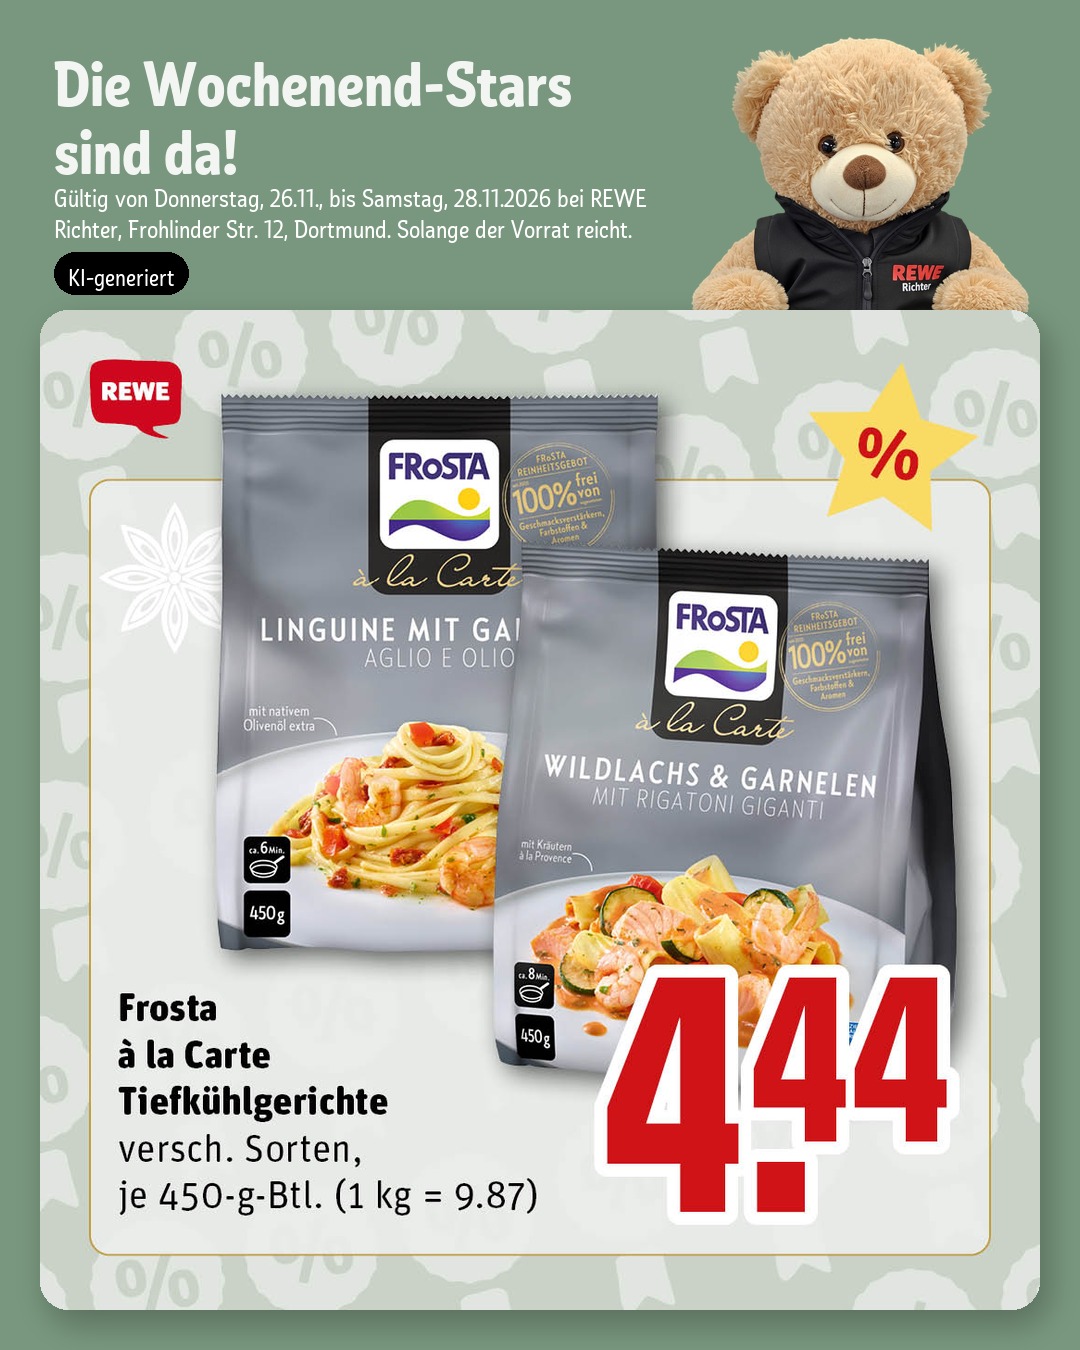 Die Wochenend-Stars
sind da!
Gültig von Donnerstag, 26.11., bis Samstag, 28.11.2026 bei REWE
Richter, Frohlinder Str. 12, Dortmund. Solange der Vorrat reicht.
KI-generiert
REWE
Richter
REWE
%
FRoSTA
FRoSTA
REINHEITSGEBOT
100% frei von
Geschmacksverstärkern,
Farbstoffen &
Aromen
à la Carte
LINGUINE MIT GA
AGLIO E OLIO
mit nativem
Olivenöl extra
ca. 6 Min.
450g
FRoSTA
FRoSTA
REINHEITSGEBOT
100% frei von
Geschmacksverstärkern,
Farbstoffen &
Aromen
à la Carte
WILDLACHS & GARNELEN
MIT RIGATONI GIGANTI
mit Kräutern
à la Provence
ca. 8 Min.
450g
Frosta
à la Carte
Tiefkühlgerichte
versch. Sorten,
je 450-g-Btl. (1 kg = 9.87)
4.44